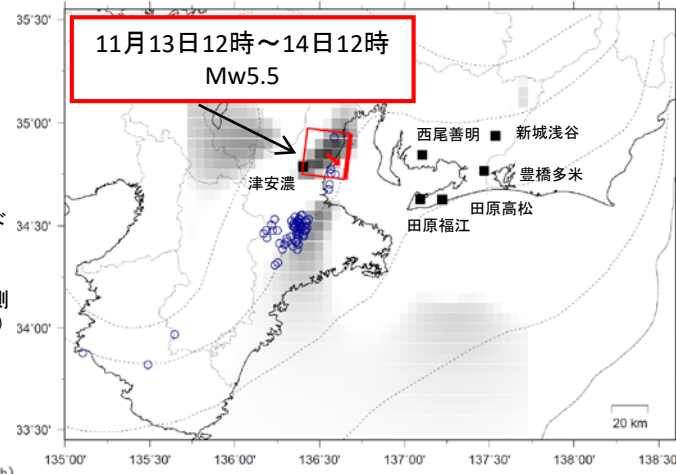 35°30'
11月13日12時～14日12時
Mw5.5
35°00'
西尾善明
新城浅谷
津安濃
豊橋多米
田原高松
田原福江
ド
34°30'
測
)
34°00'
20 km
33°30'
135°00'
135°30'
136°00'
136°30'
137°00'
137°30'
138°00'
138°30'
h)